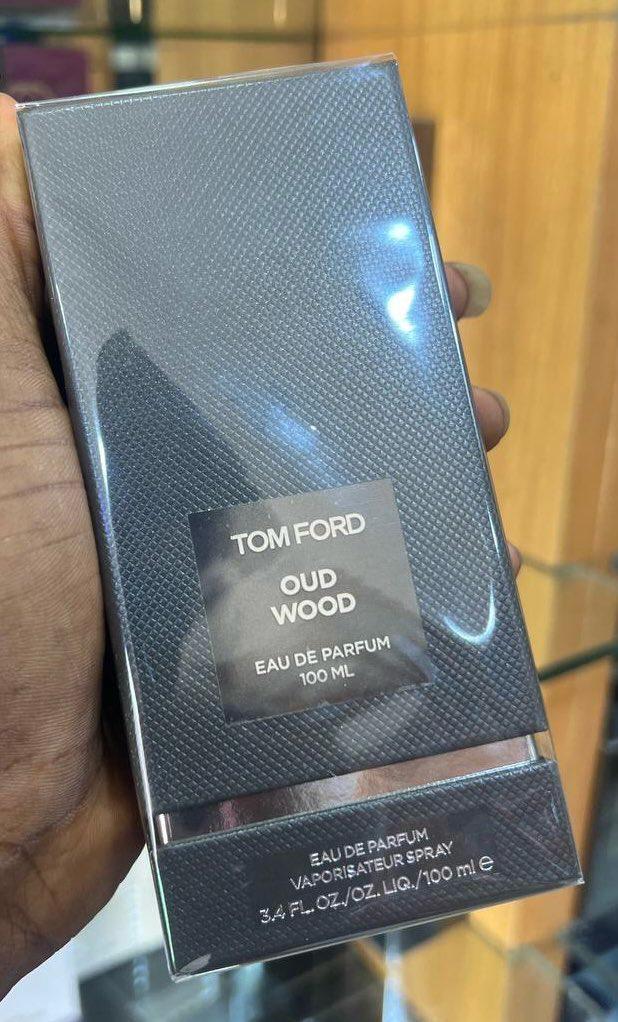 TOM FORD
OUD
WOOD
EAU DE PARFUM
100 ML
EAU DE PARFUM
VAPORISATEUR SPRAY
3.4 FL. OZ./OZ. LIQ./100 ml ℮